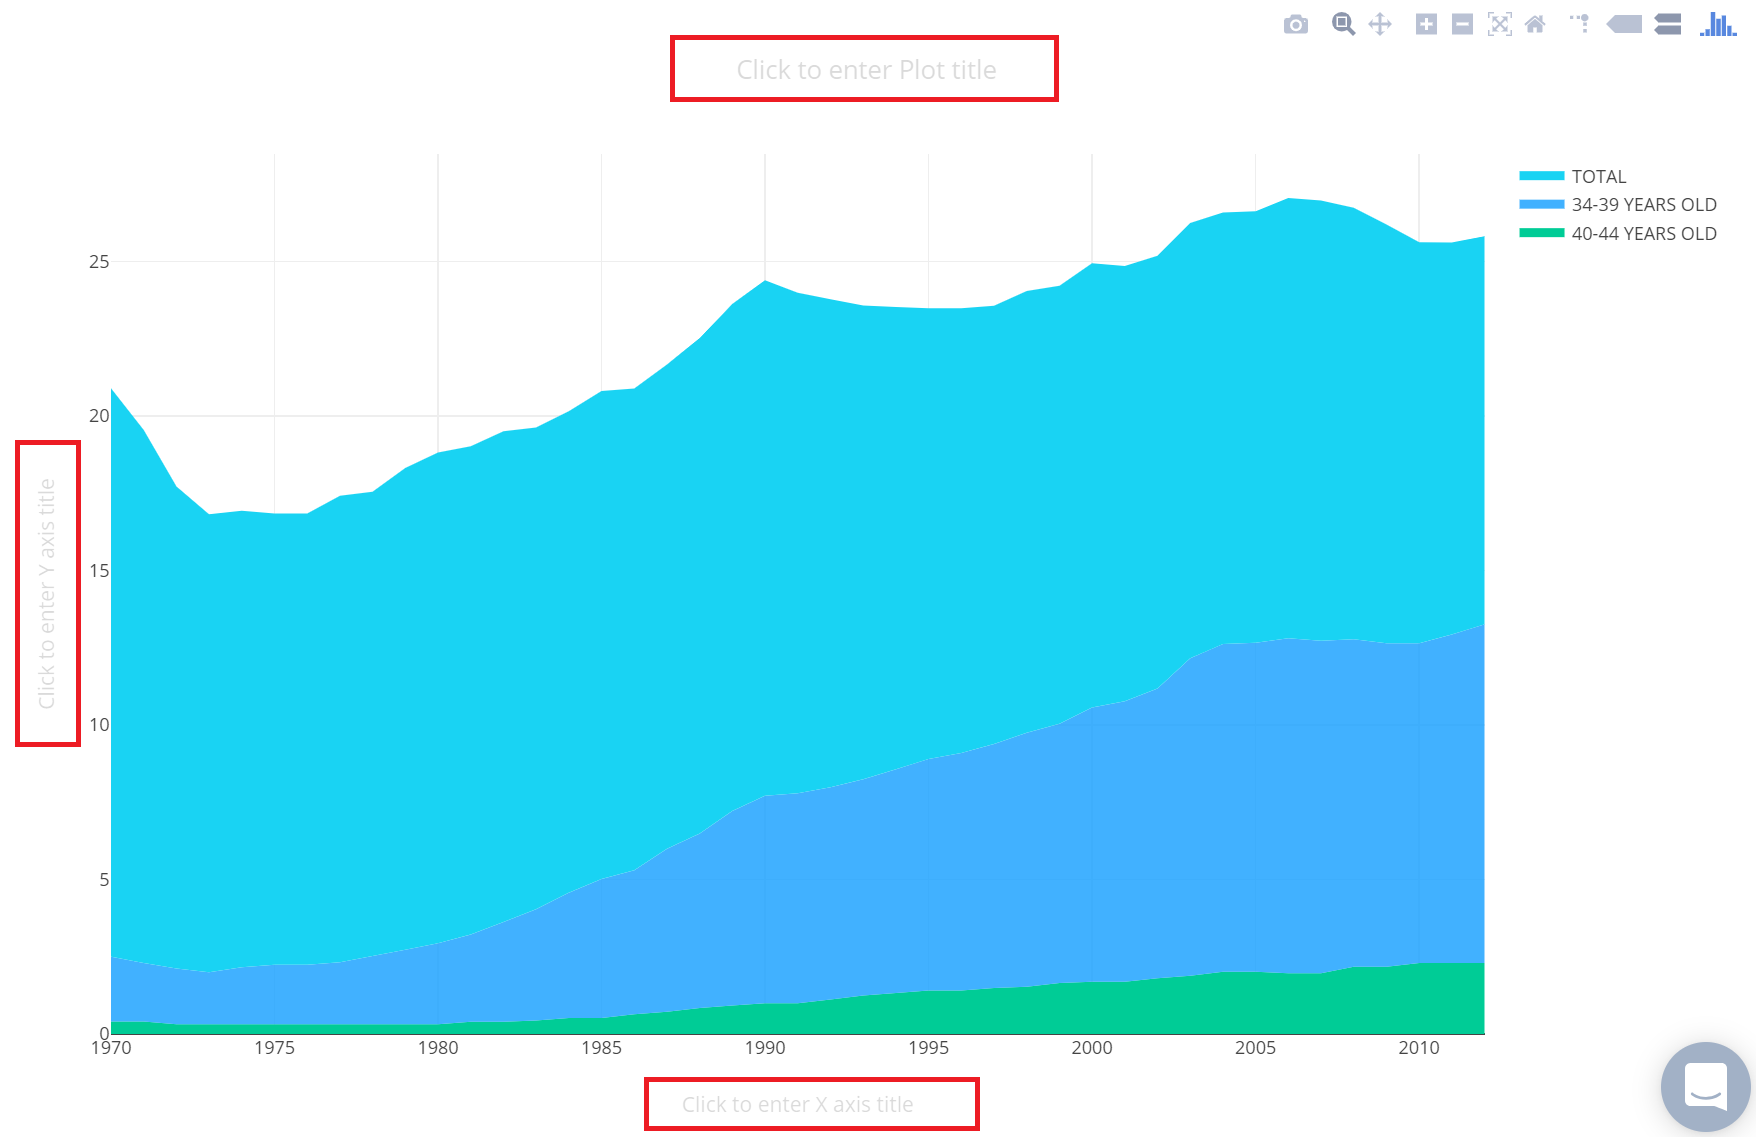 Click to enter Plot title
TOTAL
34-39 YEARS OLD
40-44 YEARS OLD
25
20
15
10
5
0
Click to enter Y axis title
1970 1975 1980 1985 1990 1995 2000 2005 2010
Click to enter X axis title